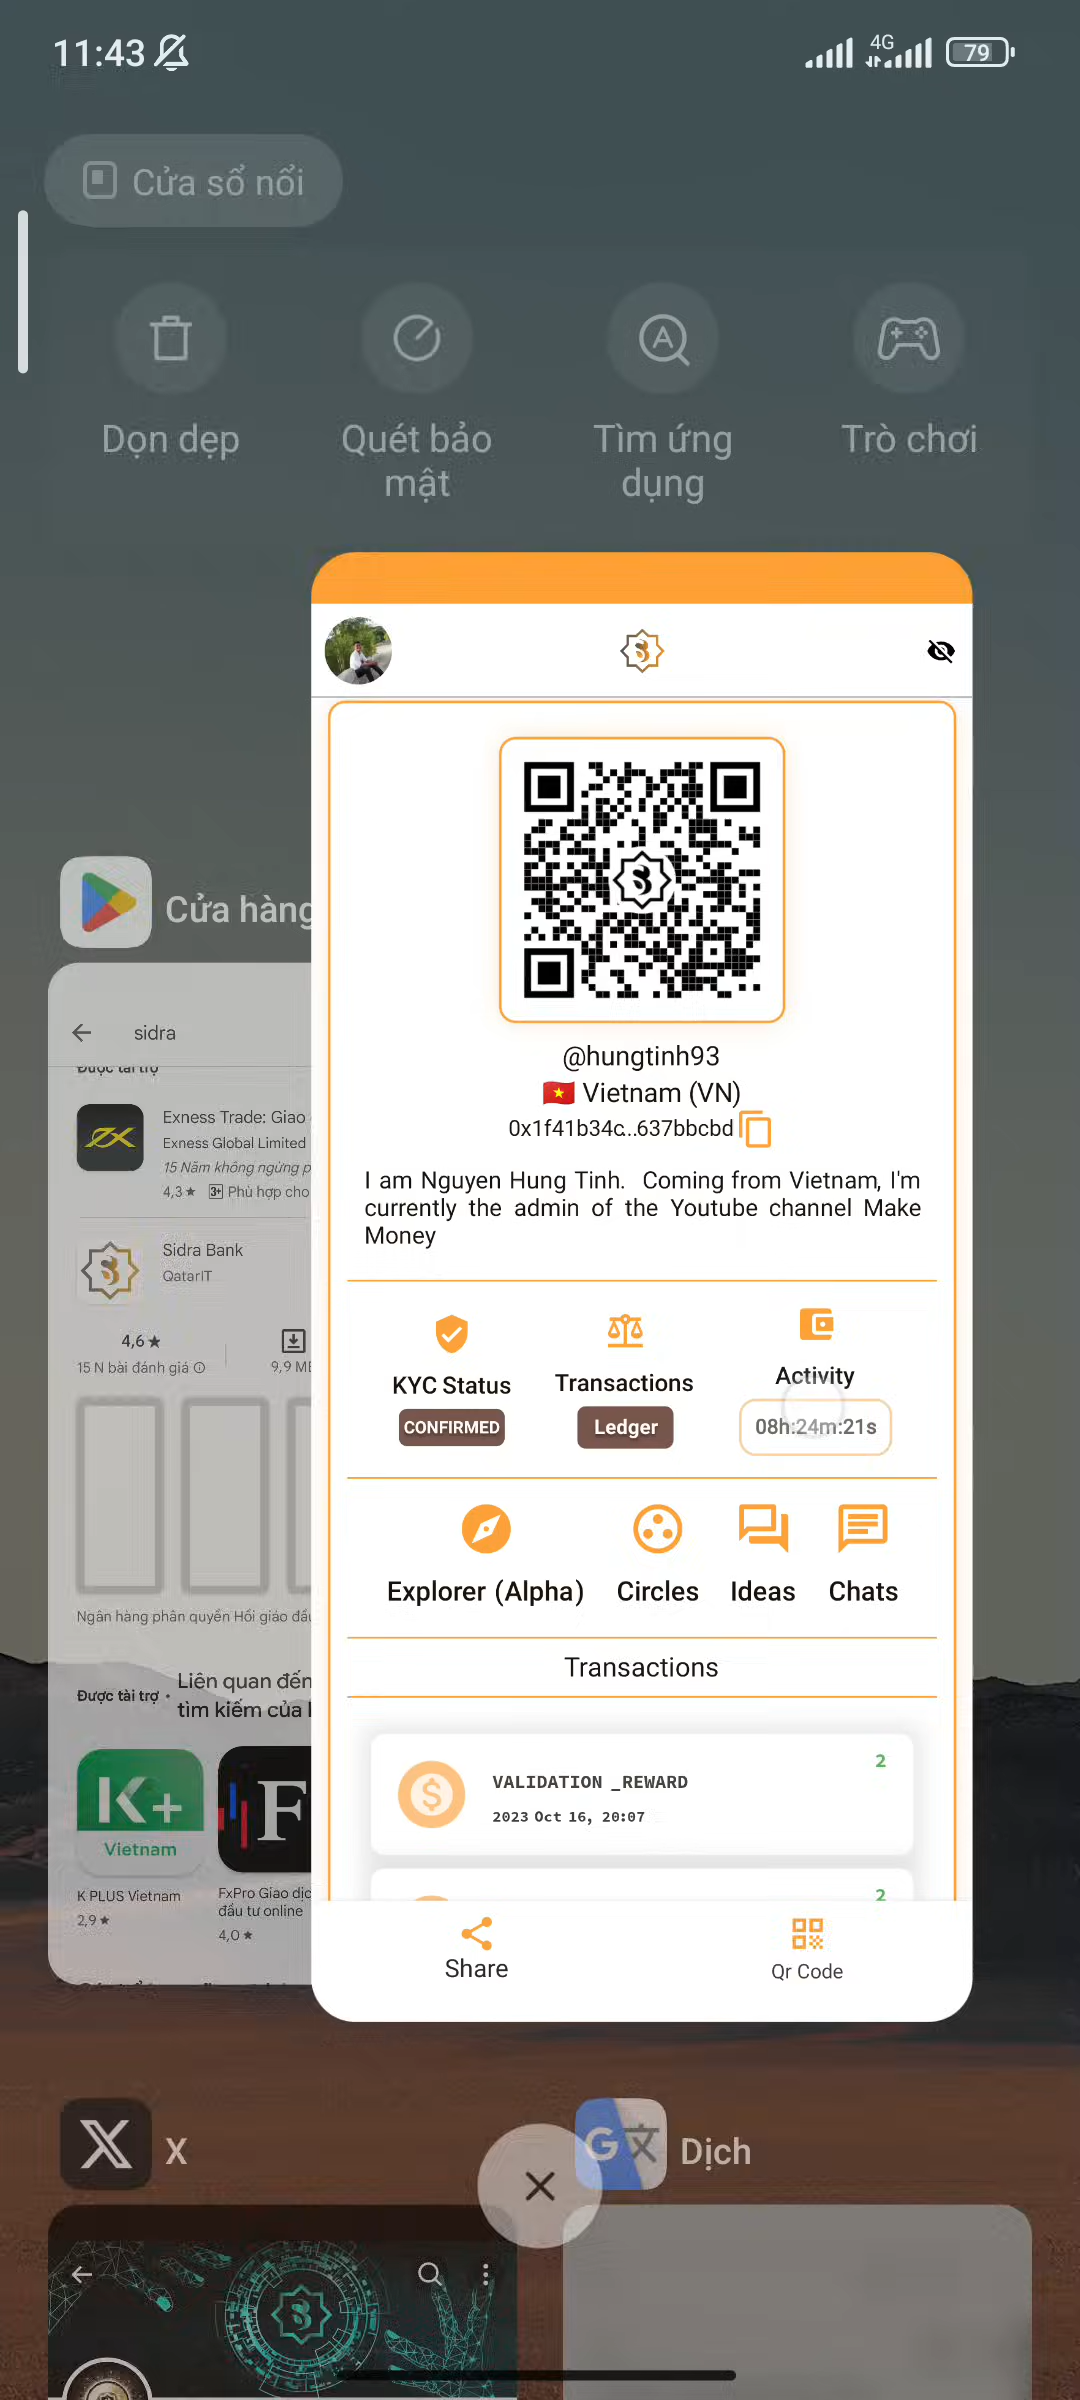 11:43
4G
79
Cửa sổ nổi
Dọn dẹp
Quét bảo
mật
Tìm ứng
dụng
Trò chơi
@hungtinh93
Vietnam (VN)
0x1f41b34c...637bbcbd
I am Nguyen Hung Tinh. Coming from Vietnam, I'm
currently the admin of the Youtube channel Make
Money
KYC Status
CONFIRMED
Transactions
Ledger
Activity
08h:24m:21s
Explorer (Alpha)
Circles
Ideas
Chats
Transactions
2
VALIDATION _REWARD
2023 Oct 16, 20:07
2
Share
Qr Code
Cửa hàng
sidra
Được tài trợ
Exness Trade: Giao
Exness Global Limited
15 Năm không ngừng p
4,3★ 3+ Phù hợp cho
Sidra Bank
QatarIT
4,6★
15 N bài đánh giá
9,9 MB
Ngân hàng phân quyền Hồi giáo đầu
Được tài trợ · Liên quan đến
tìm kiếm của
K+
Vietnam
F
K PLUS Vietnam
2,9★
FxPro Giao dịc
đầu tư online
4,0★
X
G文
Dịch